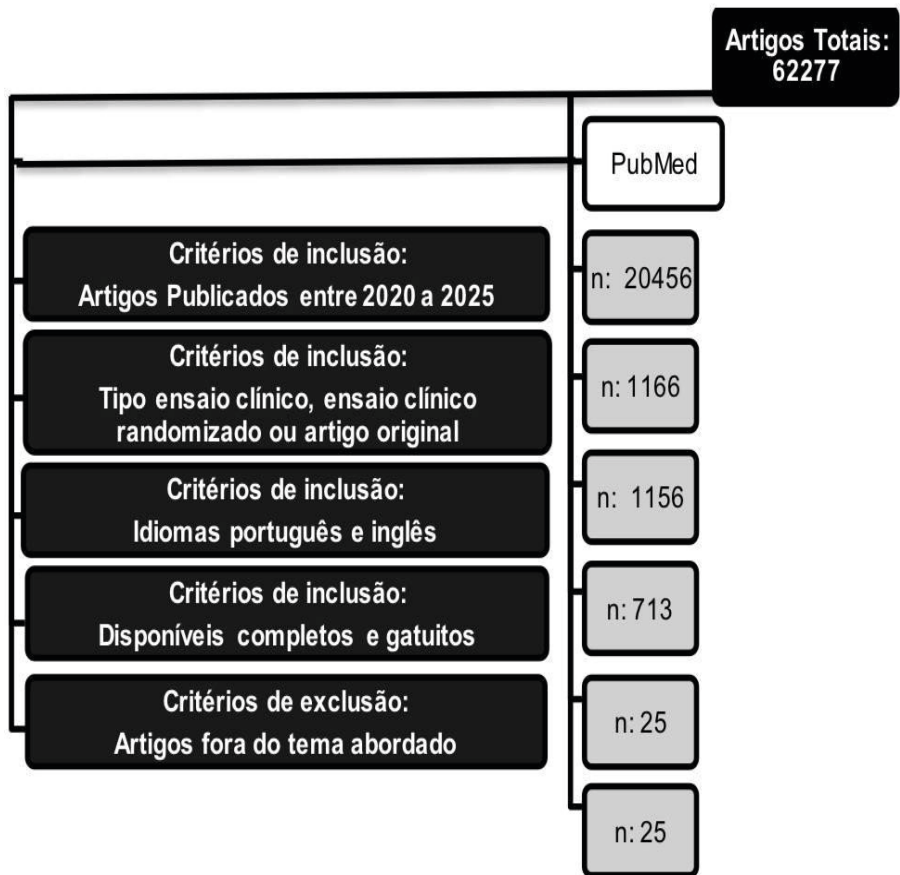 Artigos Totais:
62277
PubMed
Critérios de inclusão:
Artigos Publicados entre 2020 a 2025
n: 20456
Critérios de inclusão:
Tipo ensaio clínico, ensaio clínico
randomizado ou artigo original
n: 1166
Critérios de inclusão:
Idiomas português e inglês
n: 1156
Critérios de inclusão:
Disponíveis completos e gatuitos
n: 713
Critérios de exclusão:
Artigos fora do tema abordado
n: 25
n: 25